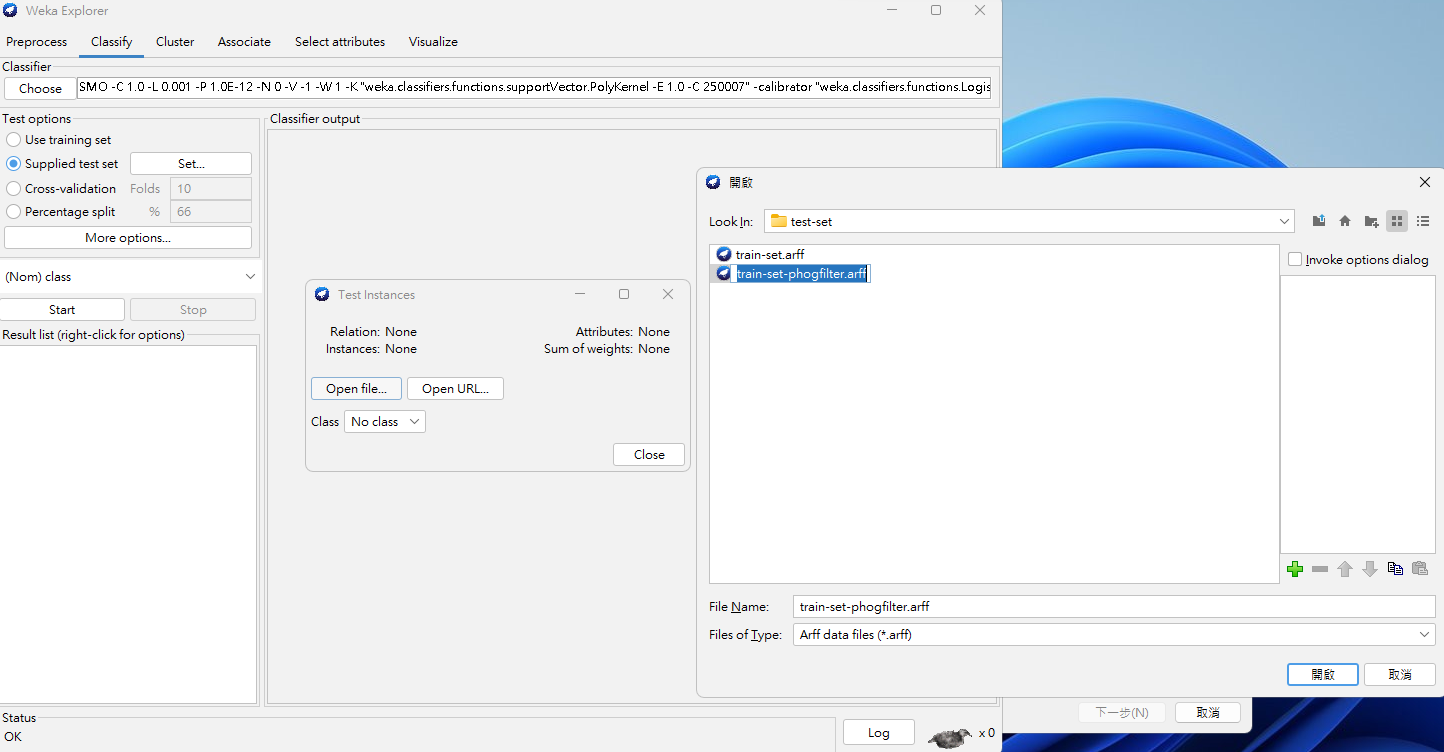 Weka Explorer
Preprocess Classify Cluster Associate Select attributes Visualize
Classifier
Choose SMO -C 1.0 -L 0.001 -P 1.0E-12 -N 0 -V -1 -W 1 -K "weka.classifiers.functions.supportVector.PolyKernel -E 1.0 -C 250007" -calibrator "weka.classifiers.functions.Logis
Test options
Use training set
Supplied test set Set...
Cross-validation Folds 10
Percentage split % 66
More options...
(Nom) class
Start Stop
Result list (right-click for options)
Classifier output
Test Instances
Relation: None Attributes: None
Instances: None Sum of weights: None
Open file... Open URL...
Class No class
Close
開啟
Look In: test-set
train-set.arff
train-set-phogfilter.arff
Invoke options dialog
File Name: train-set-phogfilter.arff
Files of Type: Arff data files (*.arff)
開啟 取消
下一步(N) 取消
Status
OK
Log x 0